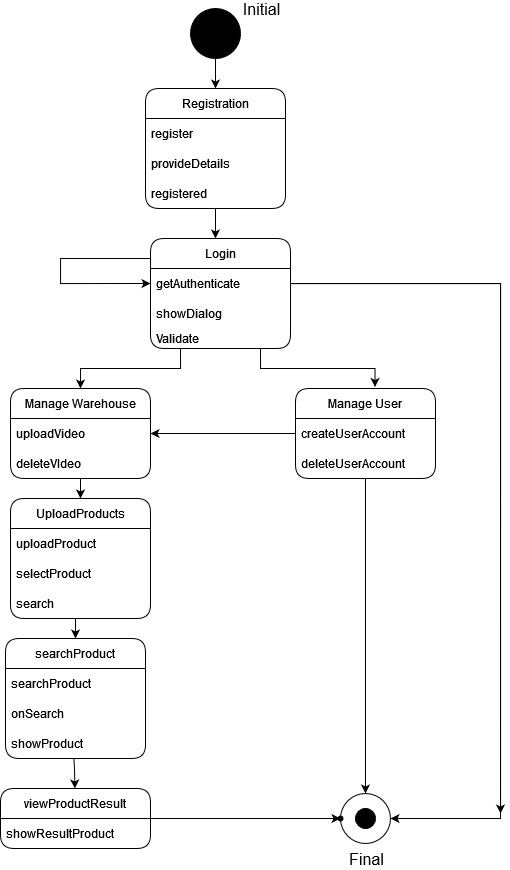 Initial
Registration
register
provideDetails
registered
Login
getAuthenticate
showDialog
Validate
Manage Warehouse
uploadVideo
deleteVIdeo
Manage User
createUserAccount
deleteUserAccount
UploadProducts
uploadProduct
selectProduct
search
searchProduct
searchProduct
onSearch
showProduct
viewProductResult
showResultProduct
Final